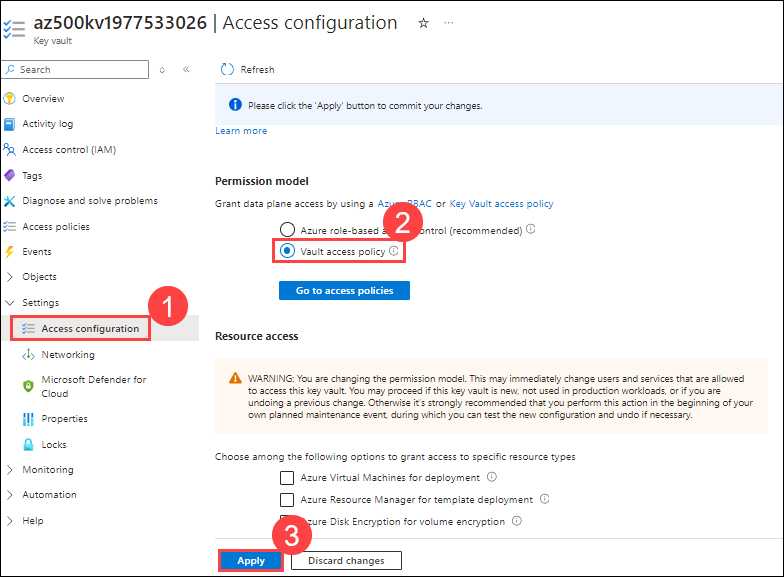 az500kv1977533026 | Access configuration
Key vault
Search
Refresh
Overview
Activity log
Access control (IAM)
Tags
Diagnose and solve problems
Access policies
Events
Objects
Settings
1
Access configuration
Networking
Microsoft Defender for
Cloud
Properties
Locks
Monitoring
Automation
Help
Please click the 'Apply' button to commit your changes.
Learn more
Permission model
Grant data plane access by using a Azure RBAC or Key Vault access policy
2
Azure role-based control (recommended)
Vault access policy
Go to access policies
Resource access
WARNING: You are changing the permission model. This may immediately change users and services that are allowed
to access this key vault. You may proceed if this key vault is new, not used in production workloads, or if you are
undoing a previous change. Otherwise it's strongly recommended that you perform this action in the beginning of your
own planned maintenance event, during which you can test the new configuration and undo if necessary.
Choose among the following options to grant access to specific resource types
Azure Virtual Machines for deployment
Azure Resource Manager for template deployment
Azure Disk Encryption for volume encryption
3
Apply
Discard changes